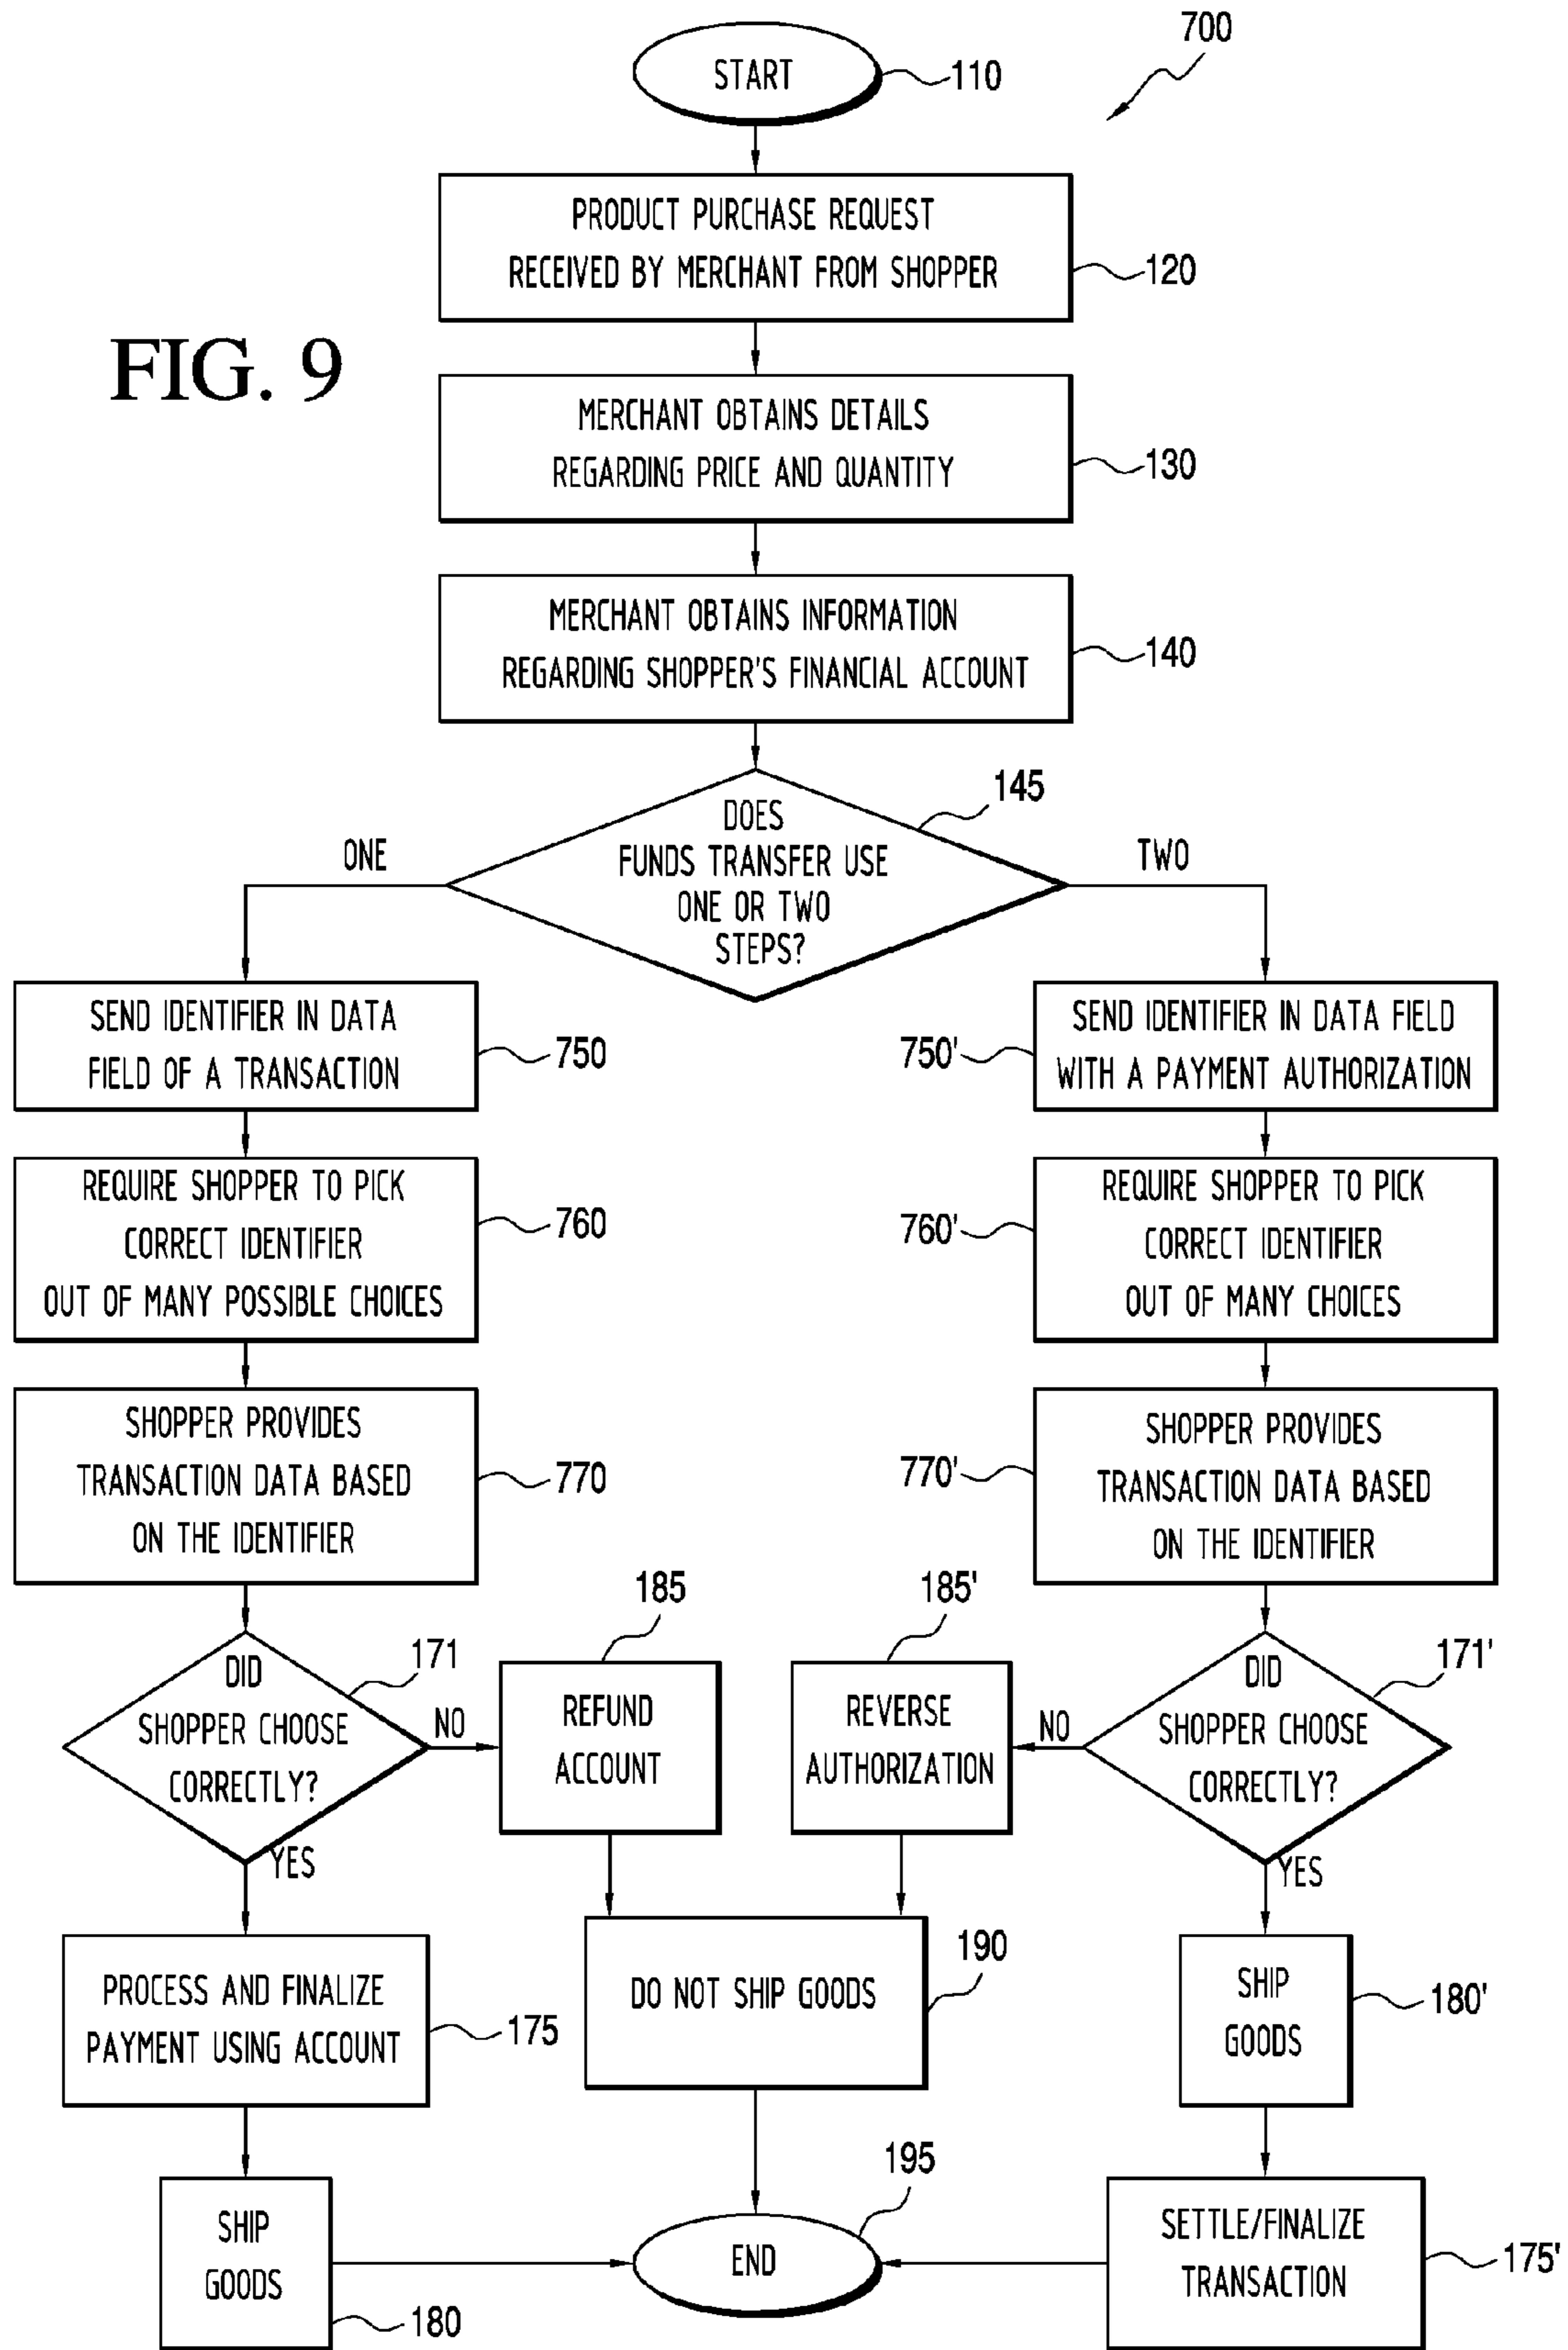 700
START
110
PRODUCT PURCHASE REQUEST
RECEIVED BY MERCHANT FROM SHOPPER
120
FIG. 9
MERCHANT OBTAINS DETAILS
REGARDING PRICE AND QUANTITY
130
MERCHANT OBTAINS INFORMATION
REGARDING SHOPPER'S FINANCIAL ACCOUNT
140
145
DOES
FUNDS TRANSFER USE
ONE OR TWO
STEPS?
ONE
TWO
SEND IDENTIFIER IN DATA
FIELD OF A TRANSACTION
750
REQUIRE SHOPPER TO PICK
CORRECT IDENTIFIER
OUT OF MANY POSSIBLE CHOICES
760
SHOPPER PROVIDES
TRANSACTION DATA BASED
ON THE IDENTIFIER
770
DID
SHOPPER CHOOSE
CORRECTLY?
171
NO
YES
185
REFUND
ACCOUNT
PROCESS AND FINALIZE
PAYMENT USING ACCOUNT
175
SHIP
GOODS
180
750'
SEND IDENTIFIER IN DATA FIELD
WITH A PAYMENT AUTHORIZATION
760'
REQUIRE SHOPPER TO PICK
CORRECT IDENTIFIER
OUT OF MANY CHOICES
770'
SHOPPER PROVIDES
TRANSACTION DATA BASED
ON THE IDENTIFIER
171'
DID
SHOPPER CHOOSE
CORRECTLY?
NO
YES
185'
REVERSE
AUTHORIZATION
190
DO NOT SHIP GOODS
SHIP
GOODS
180'
SETTLE/FINALIZE
TRANSACTION
175'
195
END